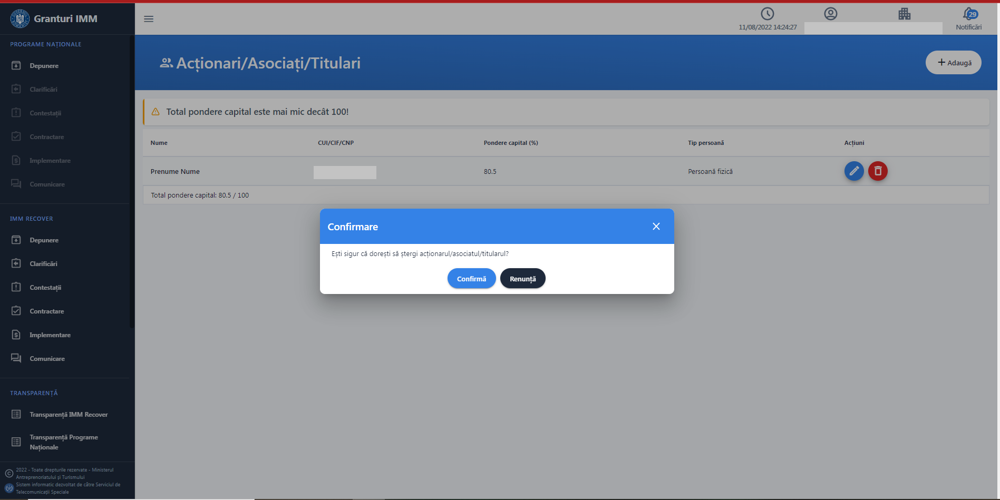 Granturi IMM
PROGRAME NAȚIONALE
Depunere
Clarificări
Contestații
Contractare
Implementare
Comunicare
IMM RECOVER
Depunere
Clarificări
Contestații
Contractare
Implementare
Comunicare
TRANSPARENȚĂ
Transparență IMM Recover
Transparență Programe
Naționale
2022 - Toate drepturile rezervate - Ministerul
Antreprenoriatului și Turismului
Sistem informatic dezvoltat de către Serviciul de
Telecomunicații Speciale
11/08/2022 14:24:27
29
Notificări
Acționari/Asociați/Titulari
Adaugă
Total pondere capital este mai mic decât 100!
Nume CUI/CIF/CNP Pondere capital (%) Tip persoană Acțiuni
Prenume Nume 80.5 Persoană fizică
Total pondere capital: 80.5 / 100
Confirmare
Ești sigur că dorești să ștergi acționarul/asociatul/titularul?
Confirmă Renunță